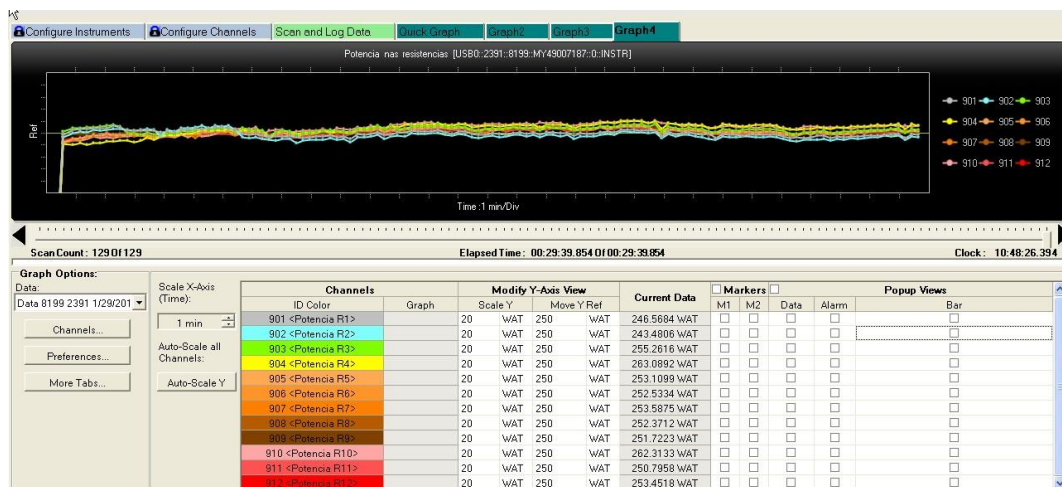 Configure Instruments Configure Channels Scan and Log Data Quick Graph Graph2 Graph3 Graph4
Potencia nas resistencias [USB0::2391::8199::MY49007187::0::INSTR]
Ref
901 902 903
904 905 906
907 908 909
910 911 912
Time :1 min/Div
Scan Count: 129 Of 129 Elapsed Time: 00:29:39.854 Of 00:29:39.854 Clock: 10:48:26.394
Graph Options:
Data:
Data 8199 2391 1/29/201
Channels...
Preferences...
More Tabs...
Scale X-Axis
(Time):
1 min
Auto-Scale all
Channels:
Auto-Scale Y
Channels Modify Y-Axis View Current Data Markers Popup Views
ID Color Graph Scale Y Move Y Ref M1 M2 Data Alarm Bar
901 <Potencia R1> 20 WAT 250 WAT 246.5684 WAT
902 <Potencia R2> 20 WAT 250 WAT 243.4806 WAT
903 <Potencia R3> 20 WAT 250 WAT 255.2616 WAT
904 <Potencia R4> 20 WAT 250 WAT 263.0892 WAT
905 <Potencia R5> 20 WAT 250 WAT 253.1099 WAT
906 <Potencia R6> 20 WAT 250 WAT 252.5334 WAT
907 <Potencia R7> 20 WAT 250 WAT 253.5875 WAT
908 <Potencia R8> 20 WAT 250 WAT 252.3712 WAT
909 <Potencia R9> 20 WAT 250 WAT 251.7223 WAT
910 <Potencia R10> 20 WAT 250 WAT 262.3133 WAT
911 <Potencia R11> 20 WAT 250 WAT 250.7958 WAT
912 <Potencia R12> 20 WAT 250 WAT 253.4518 WAT